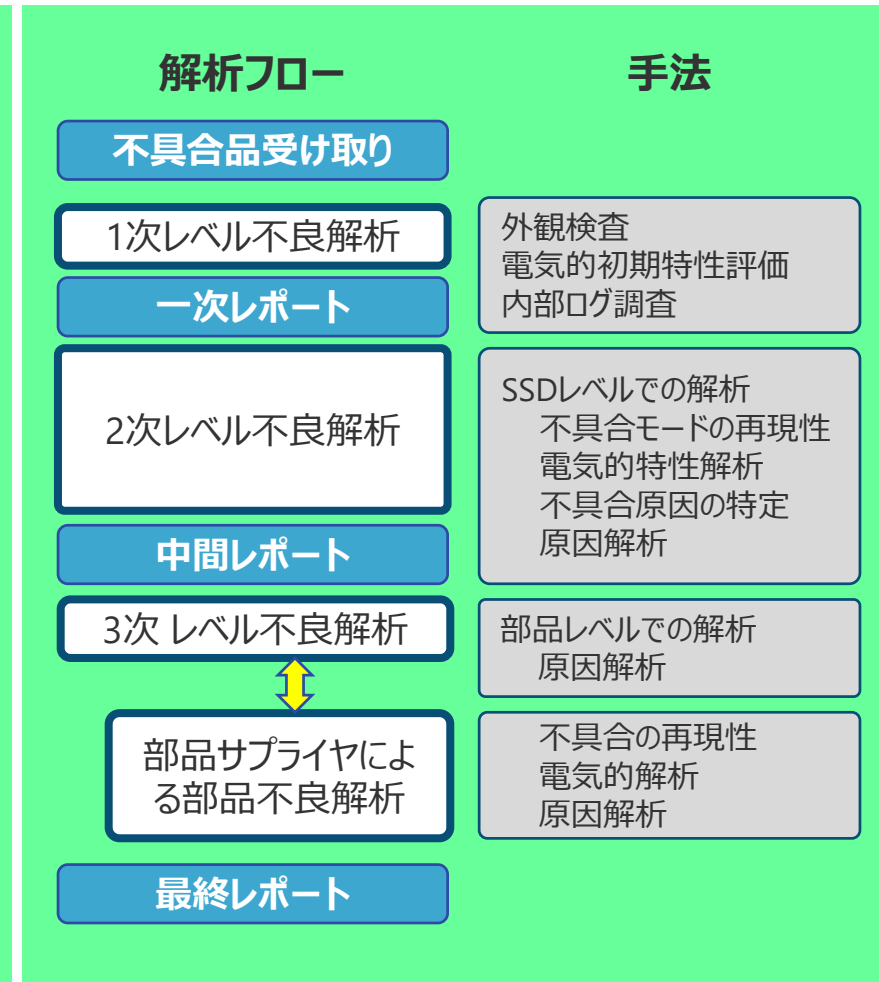 解析フロー
手法
不具合品受け取り
1次レベル不良解析
外観検査
電気的初期特性評価
内部ログ調査
一次レポート
2次レベル不良解析
SSDレベルでの解析
不具合モードの再現性
電気的特性解析
不具合原因の特定
原因解析
中間レポート
3次 レベル不良解析
部品レベルでの解析
原因解析
部品サプライヤによ
る部品不良解析
不具合の再現性
電気的解析
原因解析
最終レポート